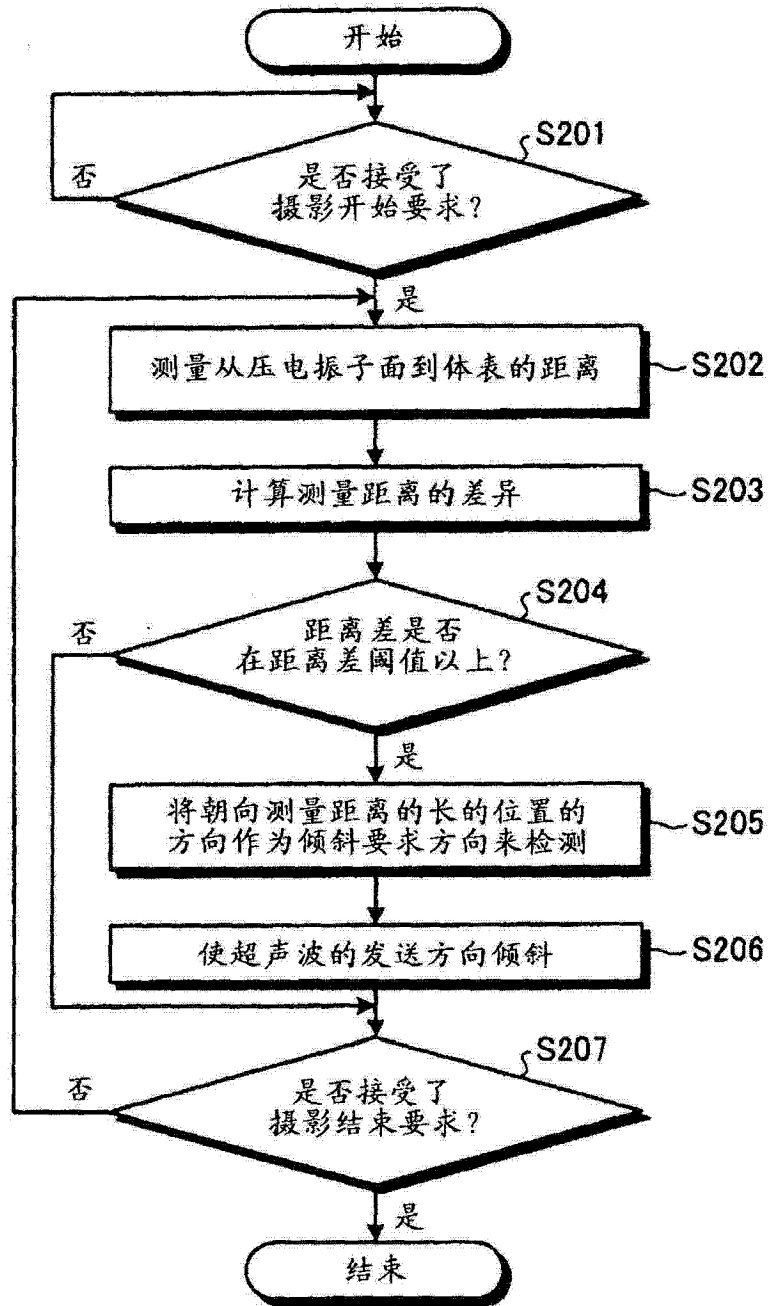 开始
S201
否
是否接受了
摄影开始要求?
是
测量从压电振子面到体表的距离
S202
计算测量距离的差异
S203
S204
否
距离差是否
在距离差阈值以上?
是
将朝向测量距离的长的位置的
方向作为倾斜要求方向来检测
S205
使超声波的发送方向倾斜
S206
S207
否
是否接受了
摄影结束要求?
是
结束